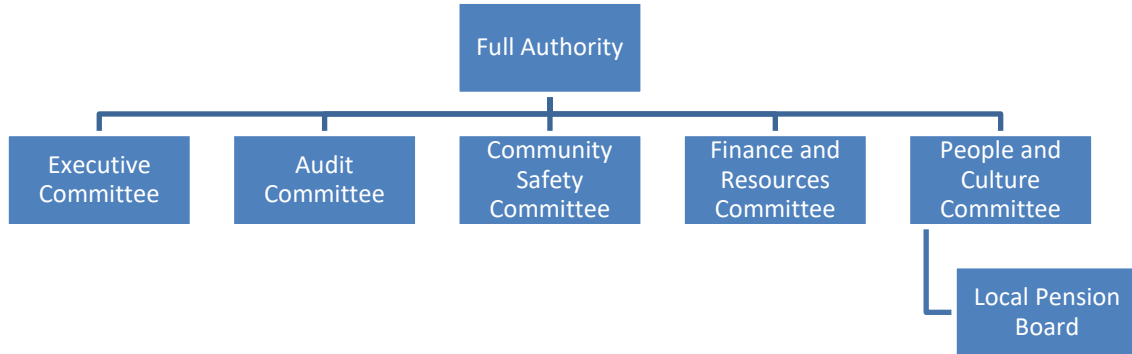 Full Authority
Executive
Committee
Audit
Committee
Community
Safety
Committee
Finance and
Resources
Committee
People and
Culture
Committee
Local Pension
Board